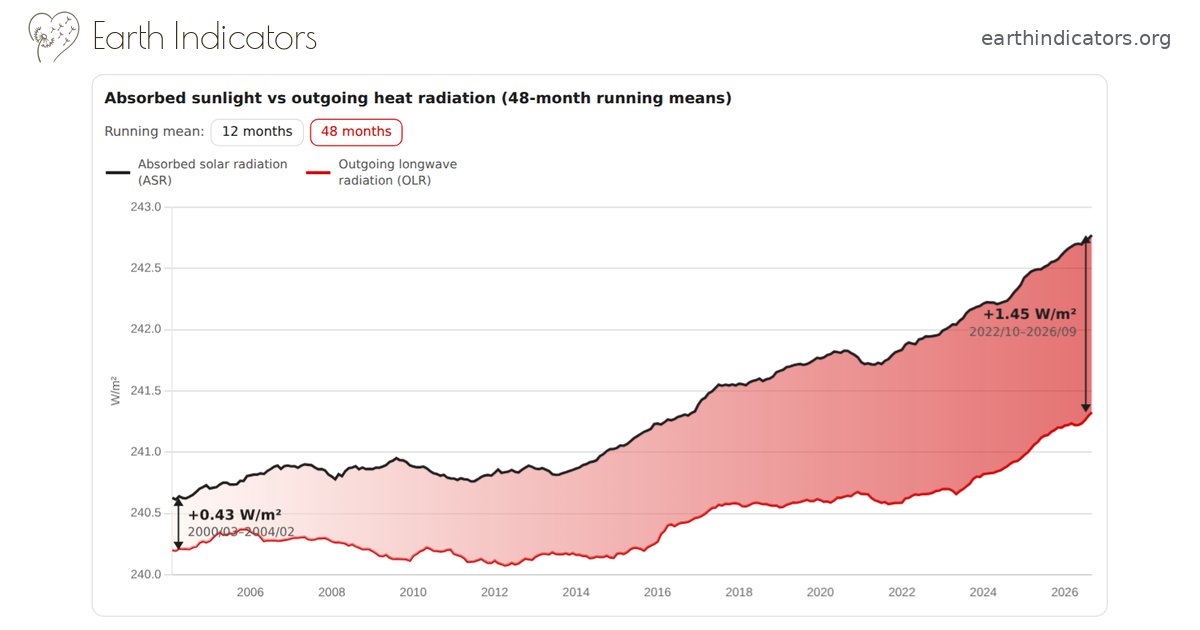 Earth Indicators
earthindicators.org
Absorbed sunlight vs outgoing heat radiation (48-month running means)
Running mean: 12 months 48 months
Absorbed solar radiation
(ASR)
Outgoing longwave
radiation (OLR)
243.0
242.5
242.0
241.5
241.0
240.5
240.0
W/m²
+1.45 W/m²
2022/10–2026/09
+0.43 W/m²
2000/03–2004/02
2006 2008 2010 2012 2014 2016 2018 2020 2022 2024 2026